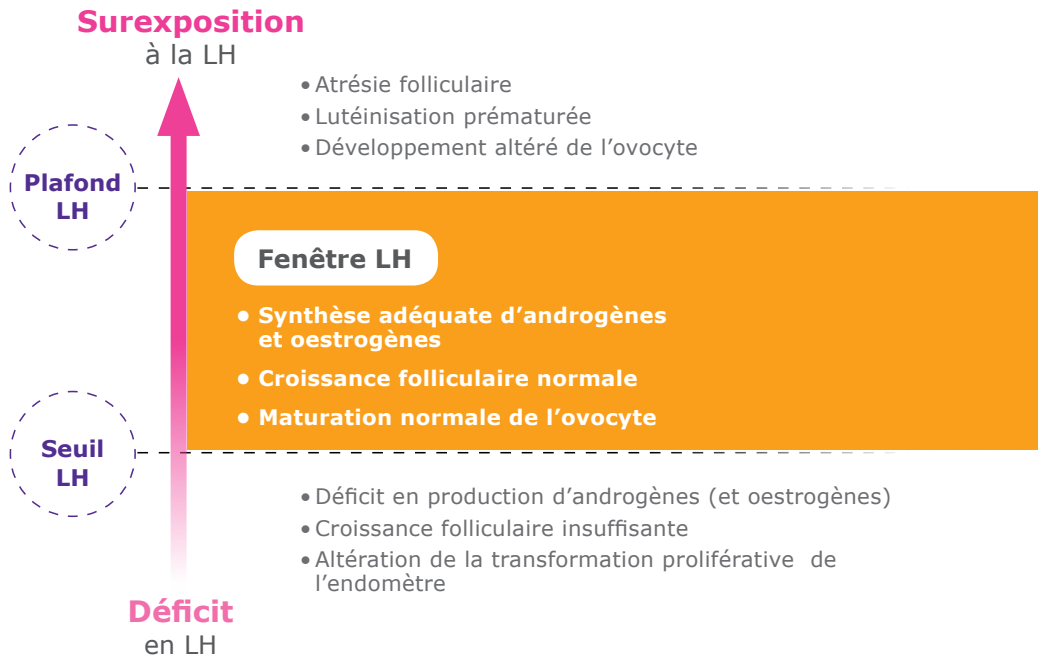 Surexposition
à la LH
• Atrésie folliculaire
• Lutéinisation prématurée
• Développement altéré de l’ovocyte
Plafond
LH
Fenêtre LH
• Synthèse adéquate d’androgènes
et oestrogènes
• Croissance folliculaire normale
• Maturation normale de l’ovocyte
Seuil
LH
• Déficit en production d’androgènes (et oestrogènes)
• Croissance folliculaire insuffisante
• Altération de la transformation proliférative de
l’endomètre
Déficit
en LH